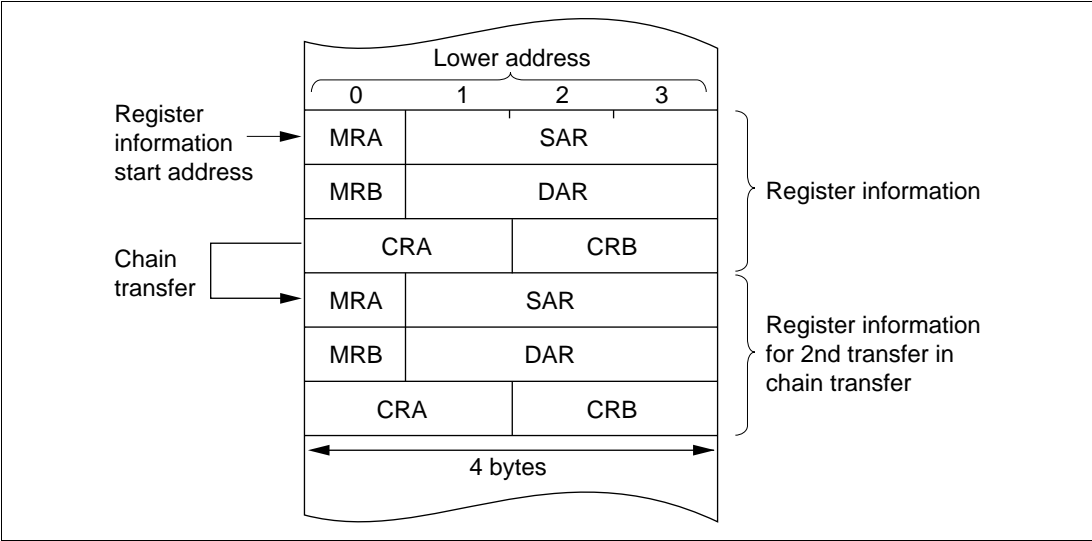 Lower address
0 1 2 3
Register
information
start address
MRA SAR
MRB DAR
CRA CRB
Register information
Chain
transfer
MRA SAR
MRB DAR
CRA CRB
Register information
for 2nd transfer in
chain transfer
4 bytes